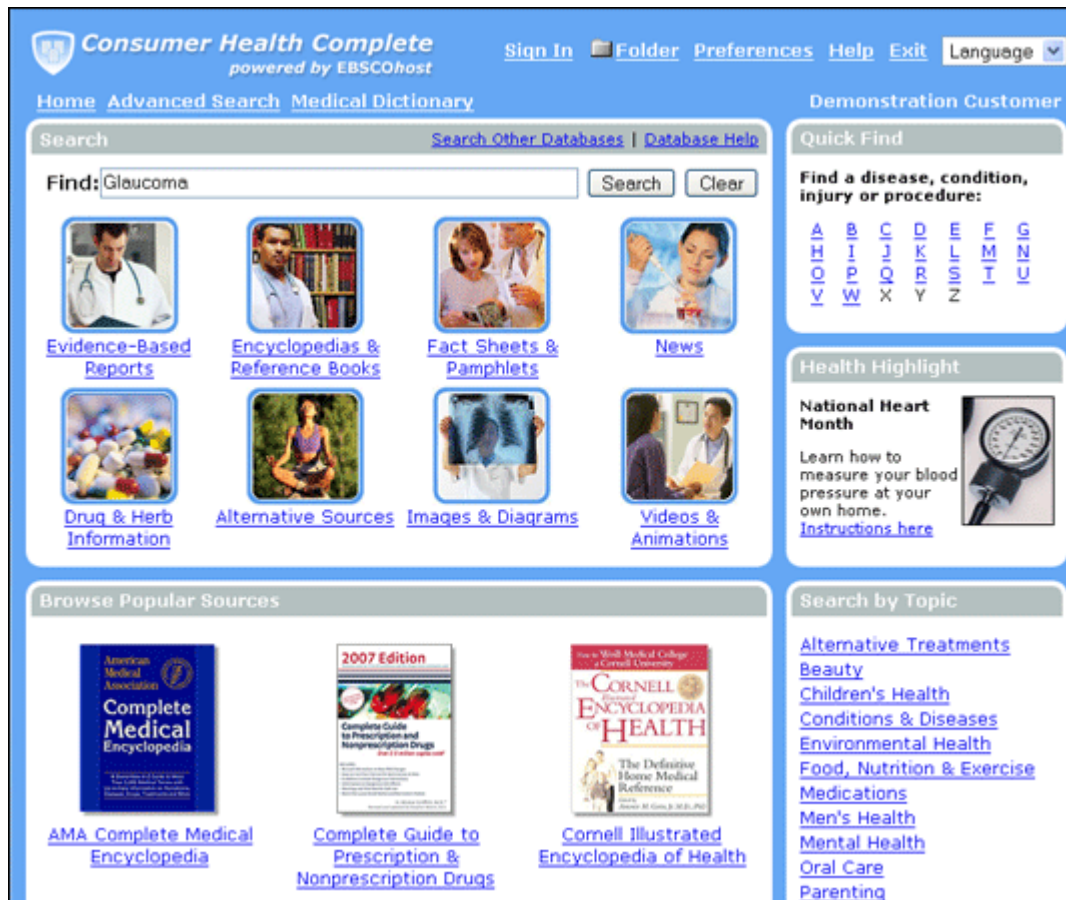 Consumer Health Complete
powered by EBSCOhost
Sign In Folder Preferences Help Exit Language
Home Advanced Search Medical Dictionary
Demonstration Customer
Search
Search Other Databases | Database Help
Find: Glaucoma Search Clear
Evidence-Based
Reports
Encyclopedias &
Reference Books
Fact Sheets &
Pamphlets
News
Drug & Herb
Information
Alternative Sources
Images & Diagrams
Videos &
Animations
Quick Find
Find a disease, condition,
injury or procedure:
A B C D E F G
H I J K L M N
O P Q R S T U
V W X Y Z
Health Highlight
National Heart
Month
Learn how to
measure your blood
pressure at your
own home.
Instructions here
Browse Popular Sources
American
Medical
Association
Complete
Medical
Encyclopedia
AMA Complete Medical
Encyclopedia
2007 Edition
Complete Guide
to Prescription and
Nonprescription Drugs
Complete Guide to
Prescription &
Nonprescription Drugs
Weill Medical College
Cornell University
The CORNELL
Illustrated
ENCYCLOPEDIA
OF HEALTH
The Definitive
Home Medical
Reference
Cornell Illustrated
Encyclopedia of Health
Search by Topic
Alternative Treatments
Beauty
Children's Health
Conditions & Diseases
Environmental Health
Food, Nutrition & Exercise
Medications
Men's Health
Mental Health
Oral Care
Parenting